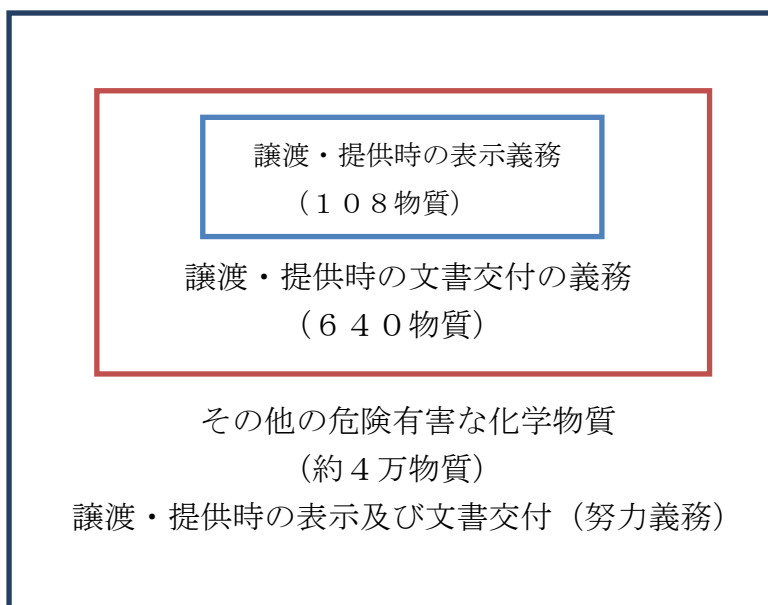 譲渡・提供時の表示義務
（１０８物質）
譲渡・提供時の文書交付の義務
（６４０物質）
その他の危険有害な化学物質
（約４万物質）
譲渡・提供時の表示及び文書交付（努力義務）